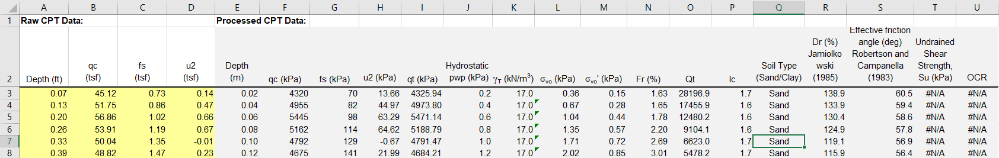 A B C D E F G H I J K L M N O P Q R S T U
1 Raw CPT Data: Processed CPT Data:
2 Depth (ft) qc (tsf) fs (tsf) u2 (tsf) Depth (m) qc (kPa) fs (kPa) u2 (kPa) qt (kPa) Hydrostatic pwp (kPa) γT (kN/m³) σvo (kPa) σvo' (kPa) Fr (%) Qt Ic Soil Type (Sand/Clay) Dr (%) Jamiolko wski (1985) Effective friction angle (deg) Robertson and Campanella (1983) Undrained Shear Strength, Su (kPa) OCR
3 0.07 45.12 0.73 0.14 0.02 4320 70 13.66 4325.94 0.2 17.0 0.36 0.15 1.63 28196.9 1.7 Sand 138.9 60.5 #N/A #N/A
4 0.13 51.75 0.86 0.47 0.04 4955 82 44.97 4973.80 0.4 17.0 0.67 0.28 1.65 17455.9 1.6 Sand 133.9 59.4 #N/A #N/A
5 0.20 56.86 1.02 0.66 0.06 5445 98 63.29 5471.14 0.6 17.0 1.04 0.44 1.78 12480.2 1.6 Sand 130.4 58.6 #N/A #N/A
6 0.26 53.91 1.19 0.67 0.08 5162 114 64.62 5188.79 0.8 17.0 1.35 0.57 2.20 9104.1 1.6 Sand 124.9 57.8 #N/A #N/A
7 0.33 50.04 1.35 -0.01 0.10 4792 129 -0.67 4791.47 1.0 17.0 1.71 0.72 2.69 6623.0 1.7 Sand 119.1 56.9 #N/A #N/A
8 0.39 48.82 1.47 0.23 0.12 4675 141 21.99 4684.21 1.2 17.0 2.02 0.85 3.01 5478.2 1.7 Sand 115.9 56.4 #N/A #N/A